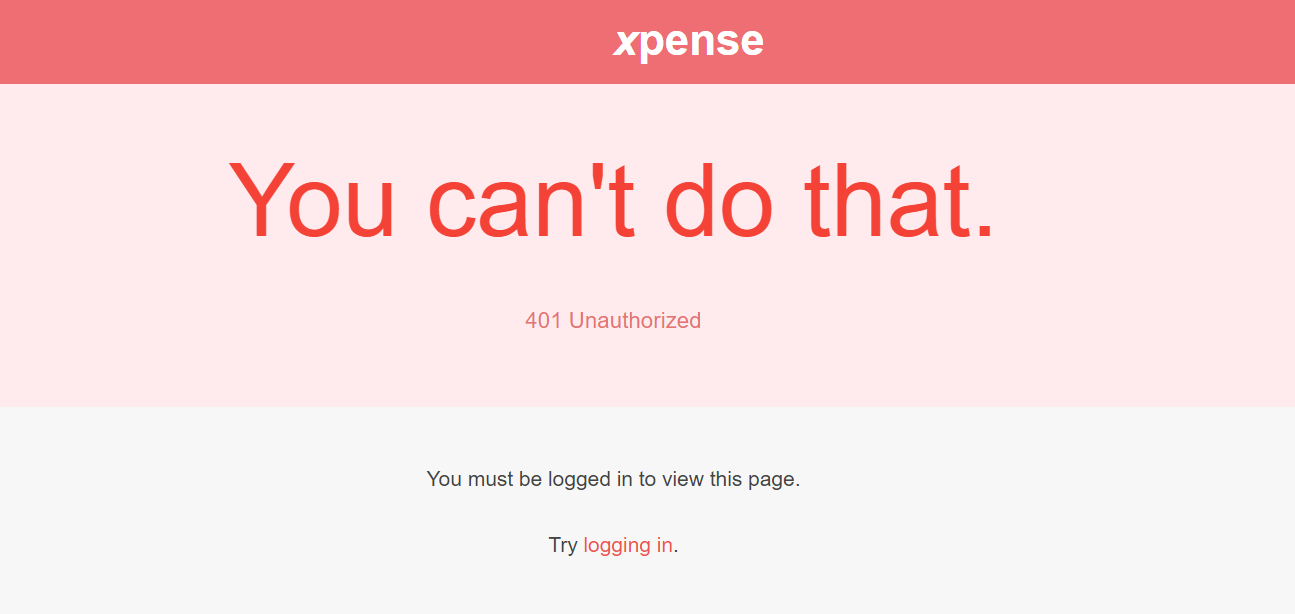 xpense
You can't do that.
401 Unauthorized
You must be logged in to view this page.
Try logging in.